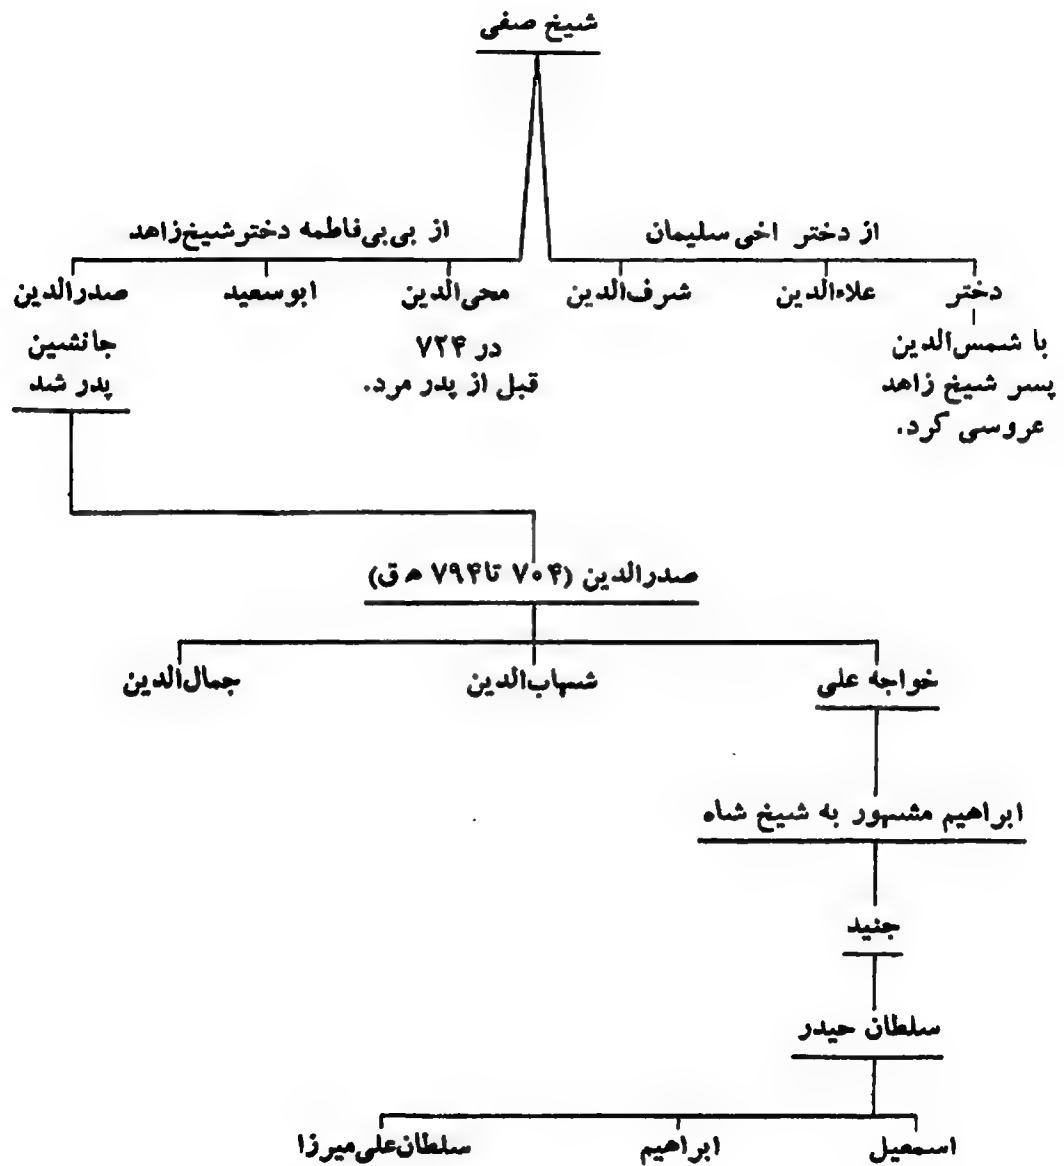 شیخ صفی
از دختر اخی سلیمان
از بی‌بی‌فاطمه دختر شیخ‌زاهد
دختر
علاءالدین
شرف‌الدین
محی‌الدین
ابوسعید
صدرالدین
با شمس‌الدین
پسر شیخ زاهد
عروسی کرد.
در ۷۲۴
قبل از پدر مرد.
جانشین
پدر شد
صدرالدین (۷۰۴ تا ۷۹۴ ه ق)
خواجه علی
شهاب‌الدین
جمال‌الدین
ابراهیم مشهور به شیخ شاه
جنید
سلطان حیدر
اسمعیل
ابراهیم
سلطان‌علی‌میرزا